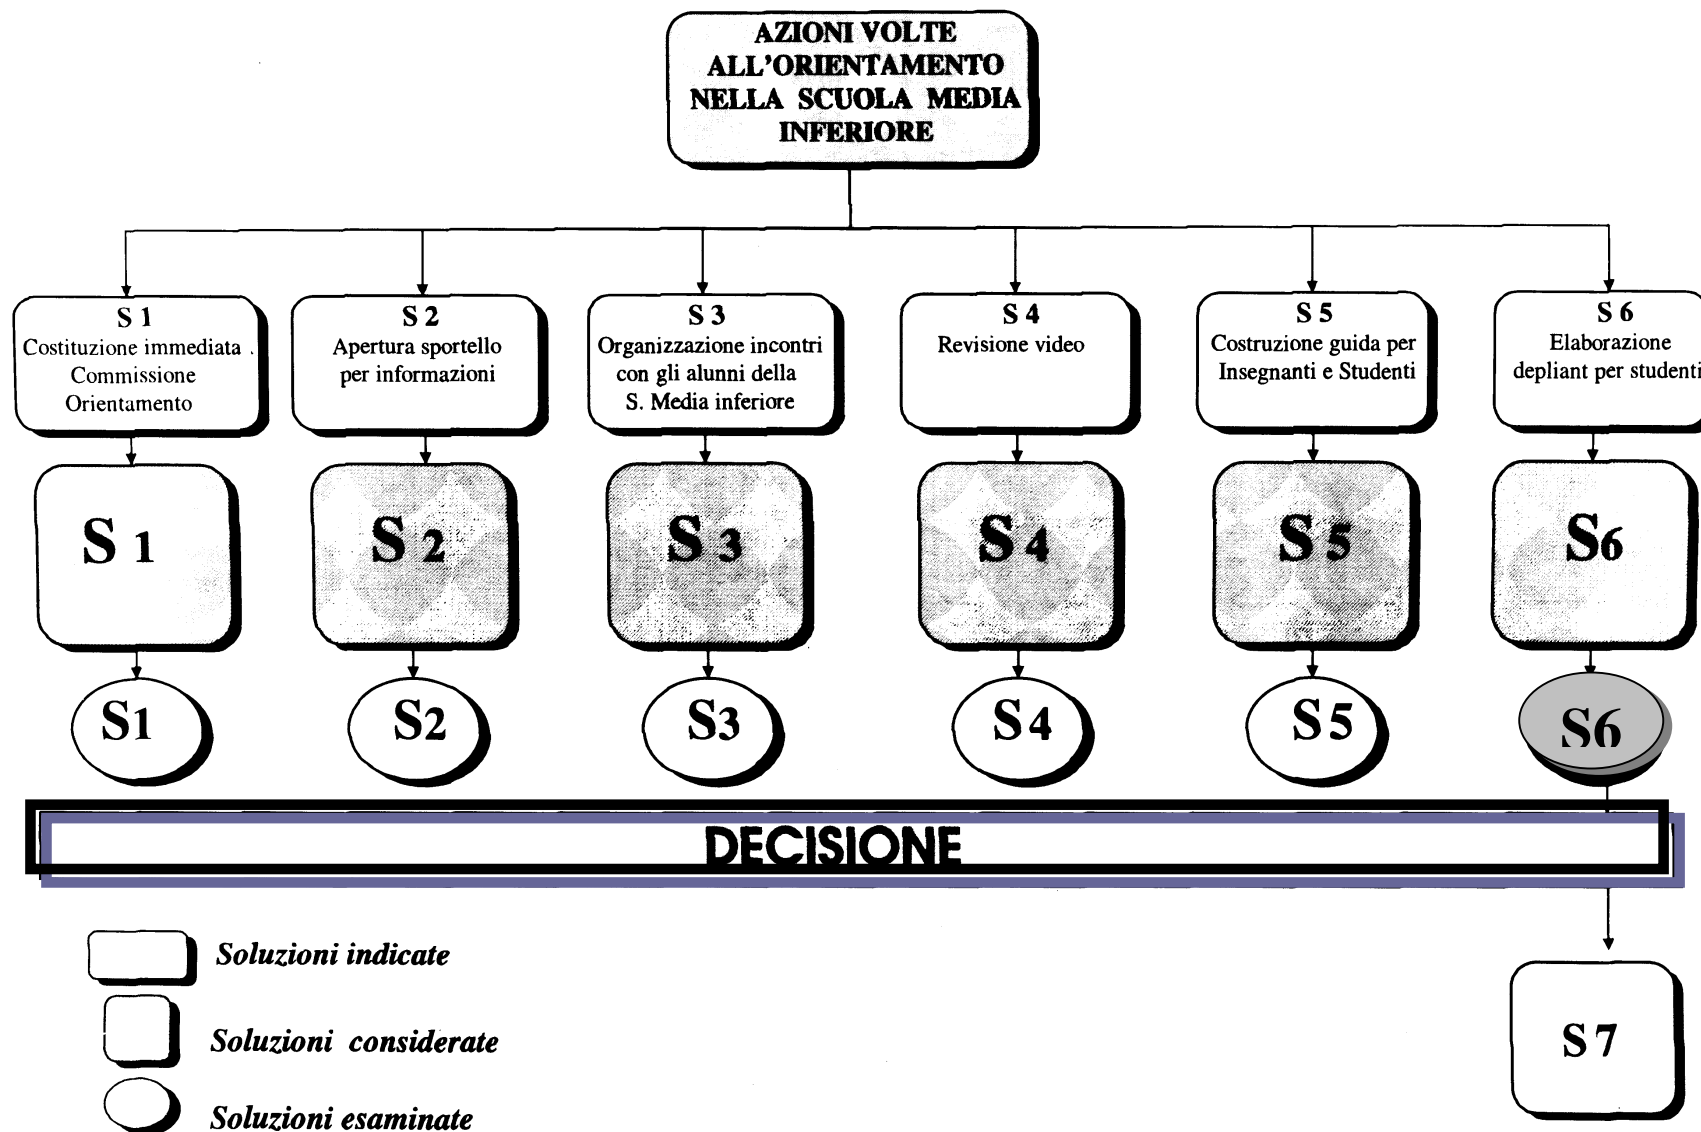 AZIONI VOLTE
ALL'ORIENTAMENTO
NELLA SCUOLA MEDIA
INFERIORE
S 1
Costituzione immediata
Commissione
Orientamento
S 2
Apertura sportello
per informazioni
S 3
Organizzazione incontri
con gli alunni della
S. Media inferiore
S 4
Revisione video
S 5
Costruzione guida per
Insegnanti e Studenti
S 6
Elaborazione
depliant per studenti
S 1
S 2
S 3
S 4
S 5
S6
S1
S2
S3
S4
S5
S6
DECISIONE
Soluzioni indicate
Soluzioni considerate
Soluzioni esaminate
S 7